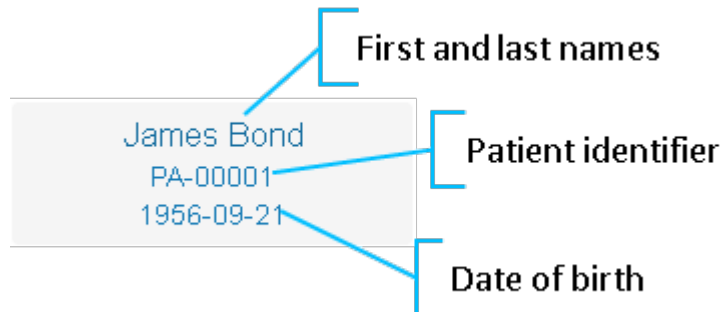 First and last names
James Bond
PA-00001
Patient identifier
1956-09-21
Date of birth